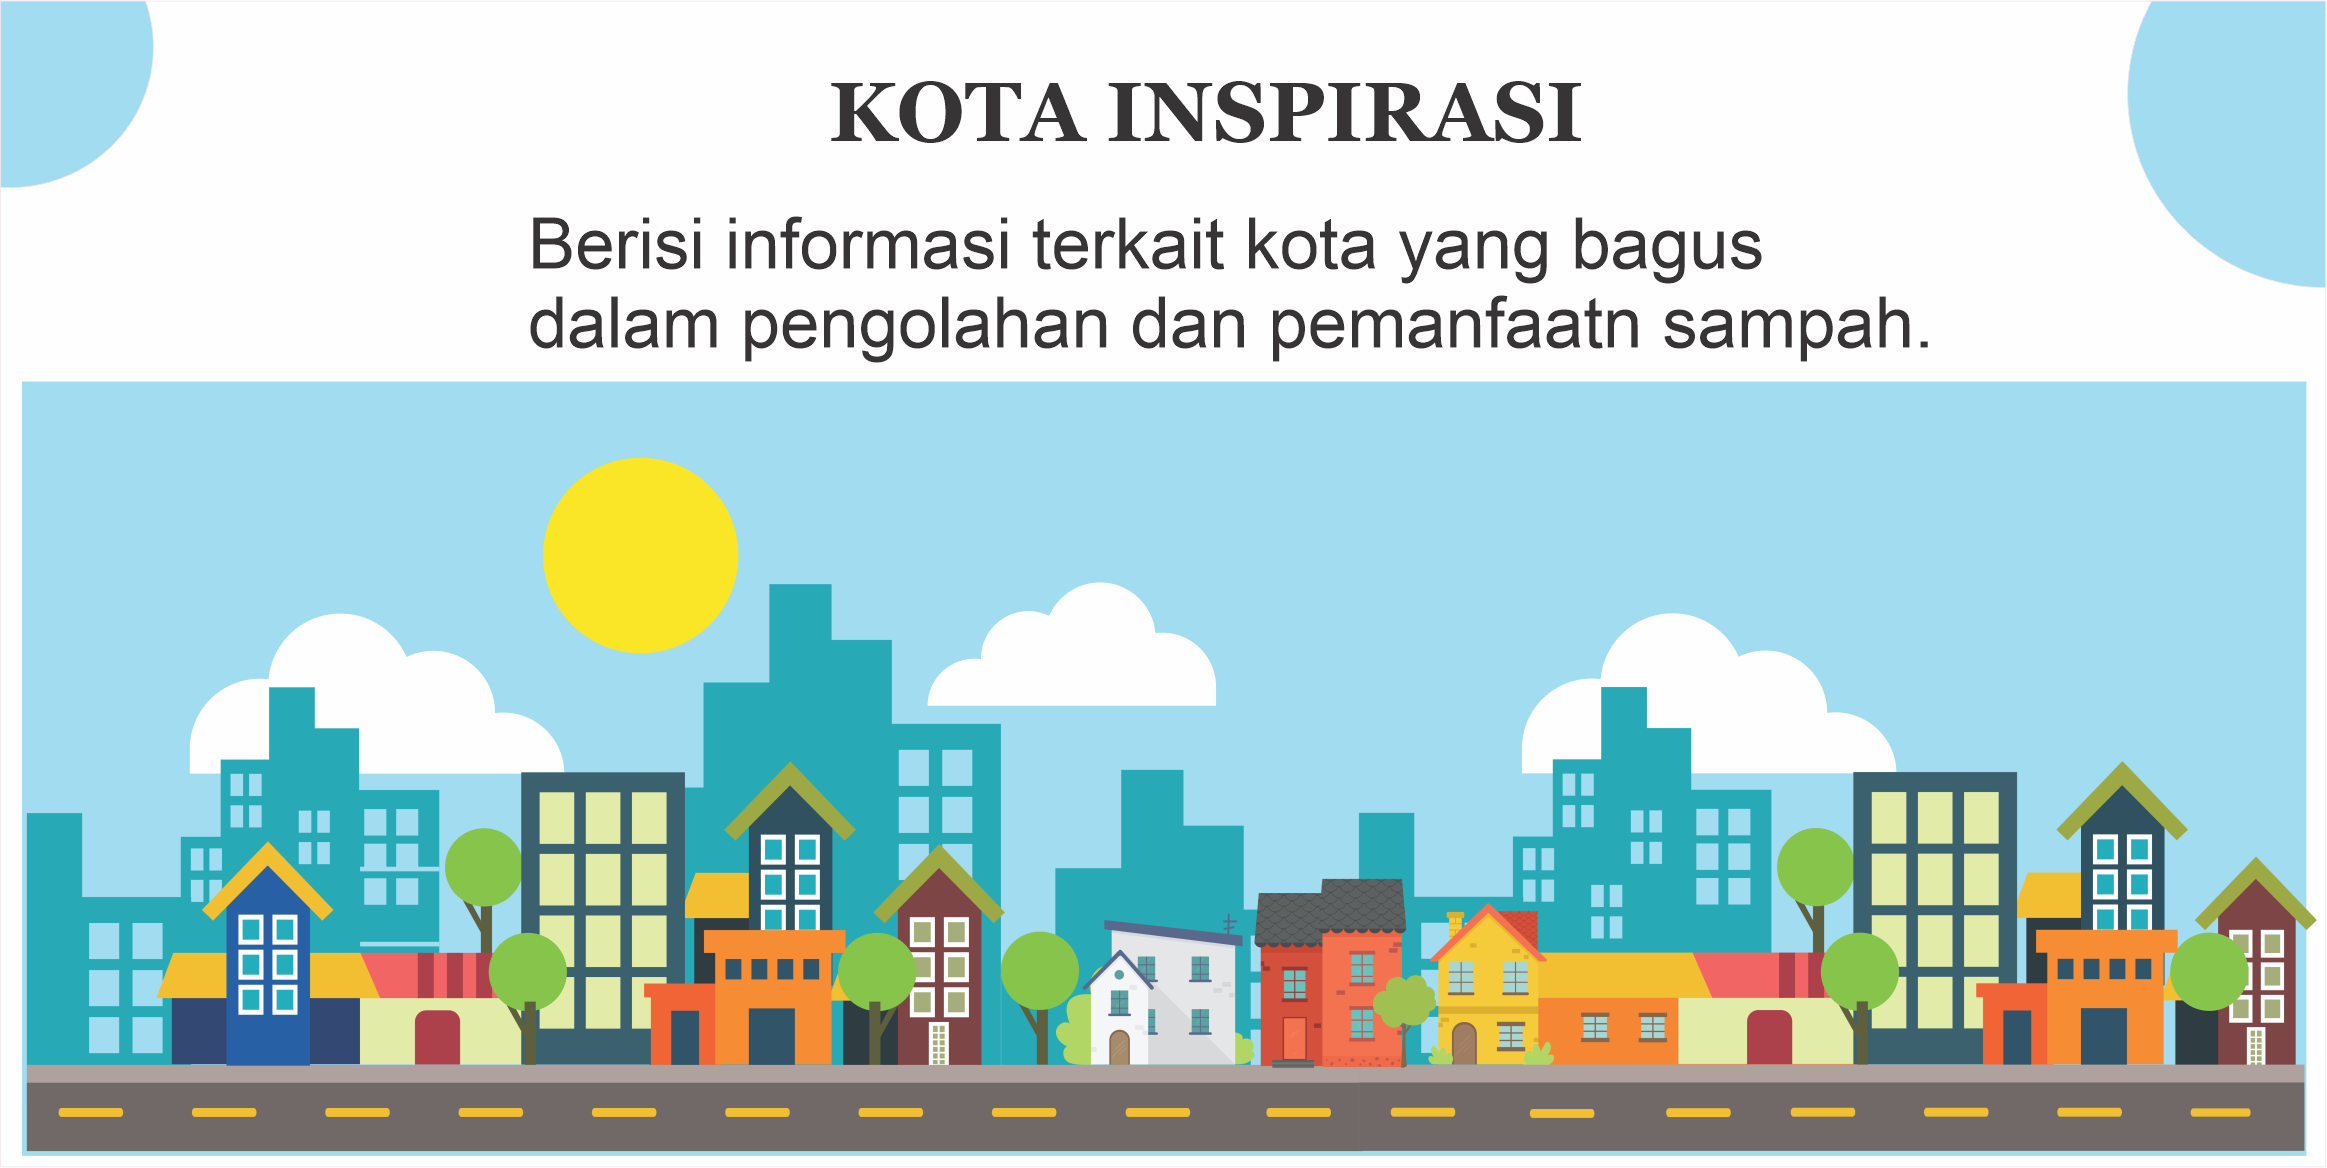 KOTA INSPIRASI
Berisi informasi terkait kota yang bagus
dalam pengolahan dan pemanfaatn sampah.